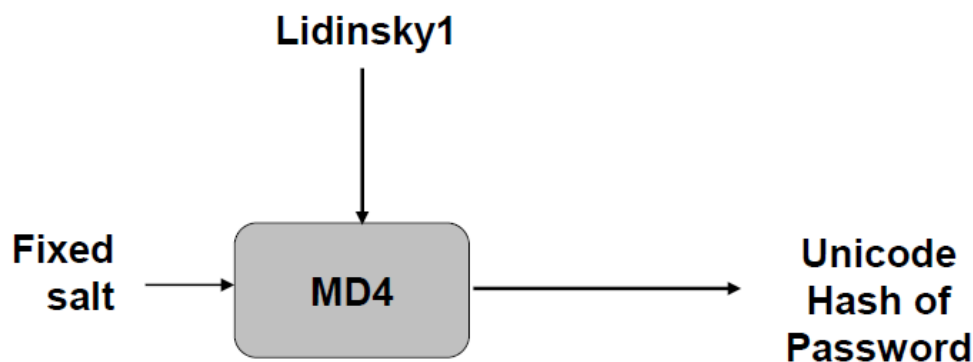 Lidinsky1
Fixed
salt
MD4
Unicode
Hash of
Password